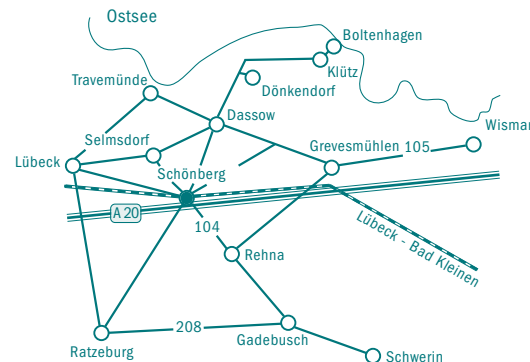 Ostsee
Boltenhagen
Klütz
Travemünde
Dönkendorf
Dassow
Wismar
Selmsdorf
Grevesmühlen 105
Lübeck
Schönberg
A 20
104
Lübeck - Bad Kleinen
Rehna
208
Gadebusch
Ratzeburg
Schwerin